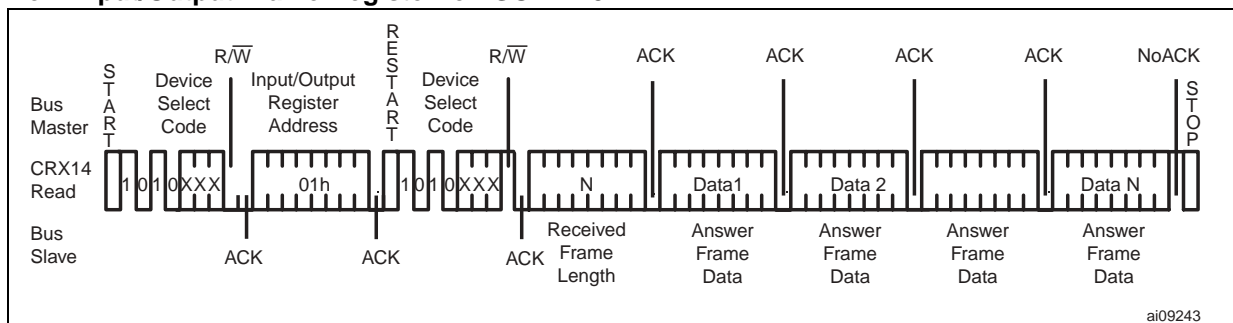 START
R/W
Device
Select
Code
Input/Output
Register
Address
RESTART
Device
Select
Code
R/W
ACK
ACK
ACK
ACK
NoACK
STOP
Bus
Master
CRX14
Read
1 0 1 0 XXX
01h
1 0 1 0 XXX
N
Data1
Data 2
Data N
Bus
Slave
ACK
ACK
ACK
Received
Frame
Length
Answer
Frame
Data
Answer
Frame
Data
Answer
Frame
Data
Answer
Frame
Data
ai09243